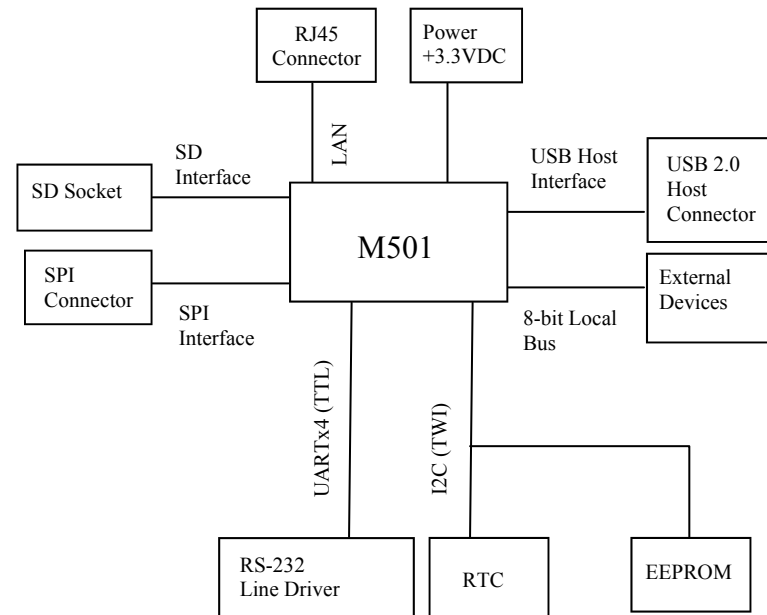 RJ45
Connector
Power
+3.3VDC
LAN
SD
Interface
USB Host
Interface
SD Socket
USB 2.0
Host
Connector
M501
SPI
Connector
External
Devices
SPI
Interface
8-bit Local
Bus
UARTx4 (TTL)
I2C (TWI)
RS-232
Line Driver
RTC
EEPROM